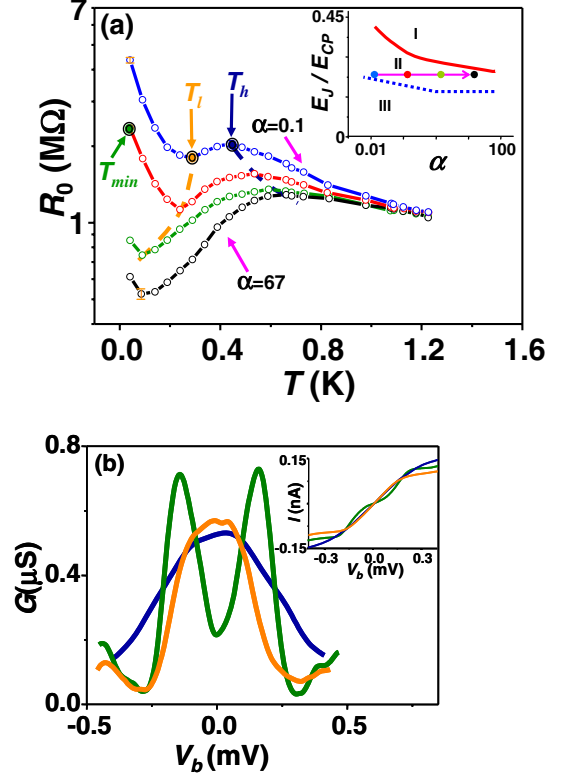 (a)
7
1
R₀ (MΩ)
T_l
T_h
T_min
α=0.1
α=67
0.0 0.4 0.8 1.2 1.6
T (K)
0.45
0
E_J / E_CP
I
II
III
0.01 100
α
(b)
0.8
0.4
0.0
G(μS)
-0.5 0.0 0.5
V_b (mV)
0.15
-0.15
I (nA)
-0.3 0.0 0.3
V_b (mV)